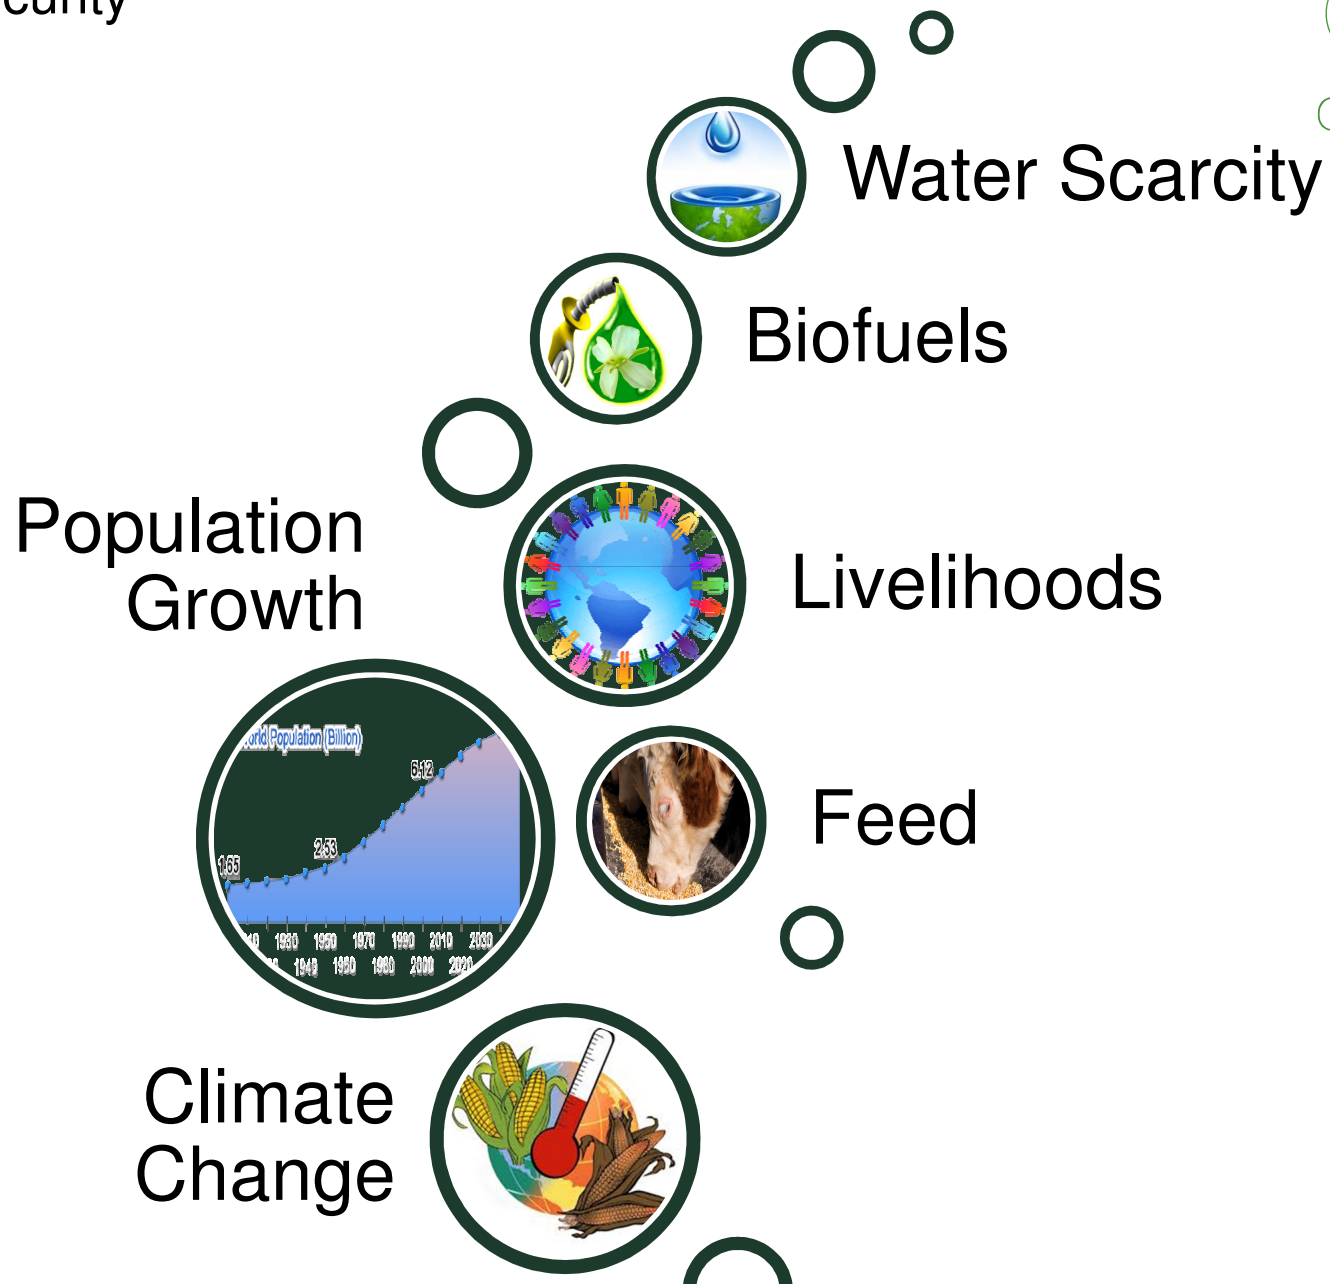 curity
Water Scarcity
Biofuels
Population
Growth
Livelihoods
World Population (Billion)
6.12
2.53
1.65
Feed
1930 1950 1970 1990 2010 2030
1940 1960 1980 2000 2020
Climate
Change